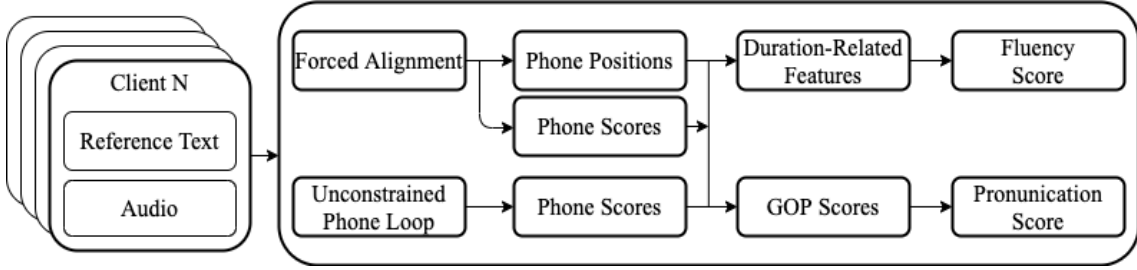 Client N
Reference Text
Audio
Forced Alignment
Phone Positions
Duration-Related
Features
Fluency
Score
Phone Scores
Unconstrained
Phone Loop
Phone Scores
GOP Scores
Pronunication
Score